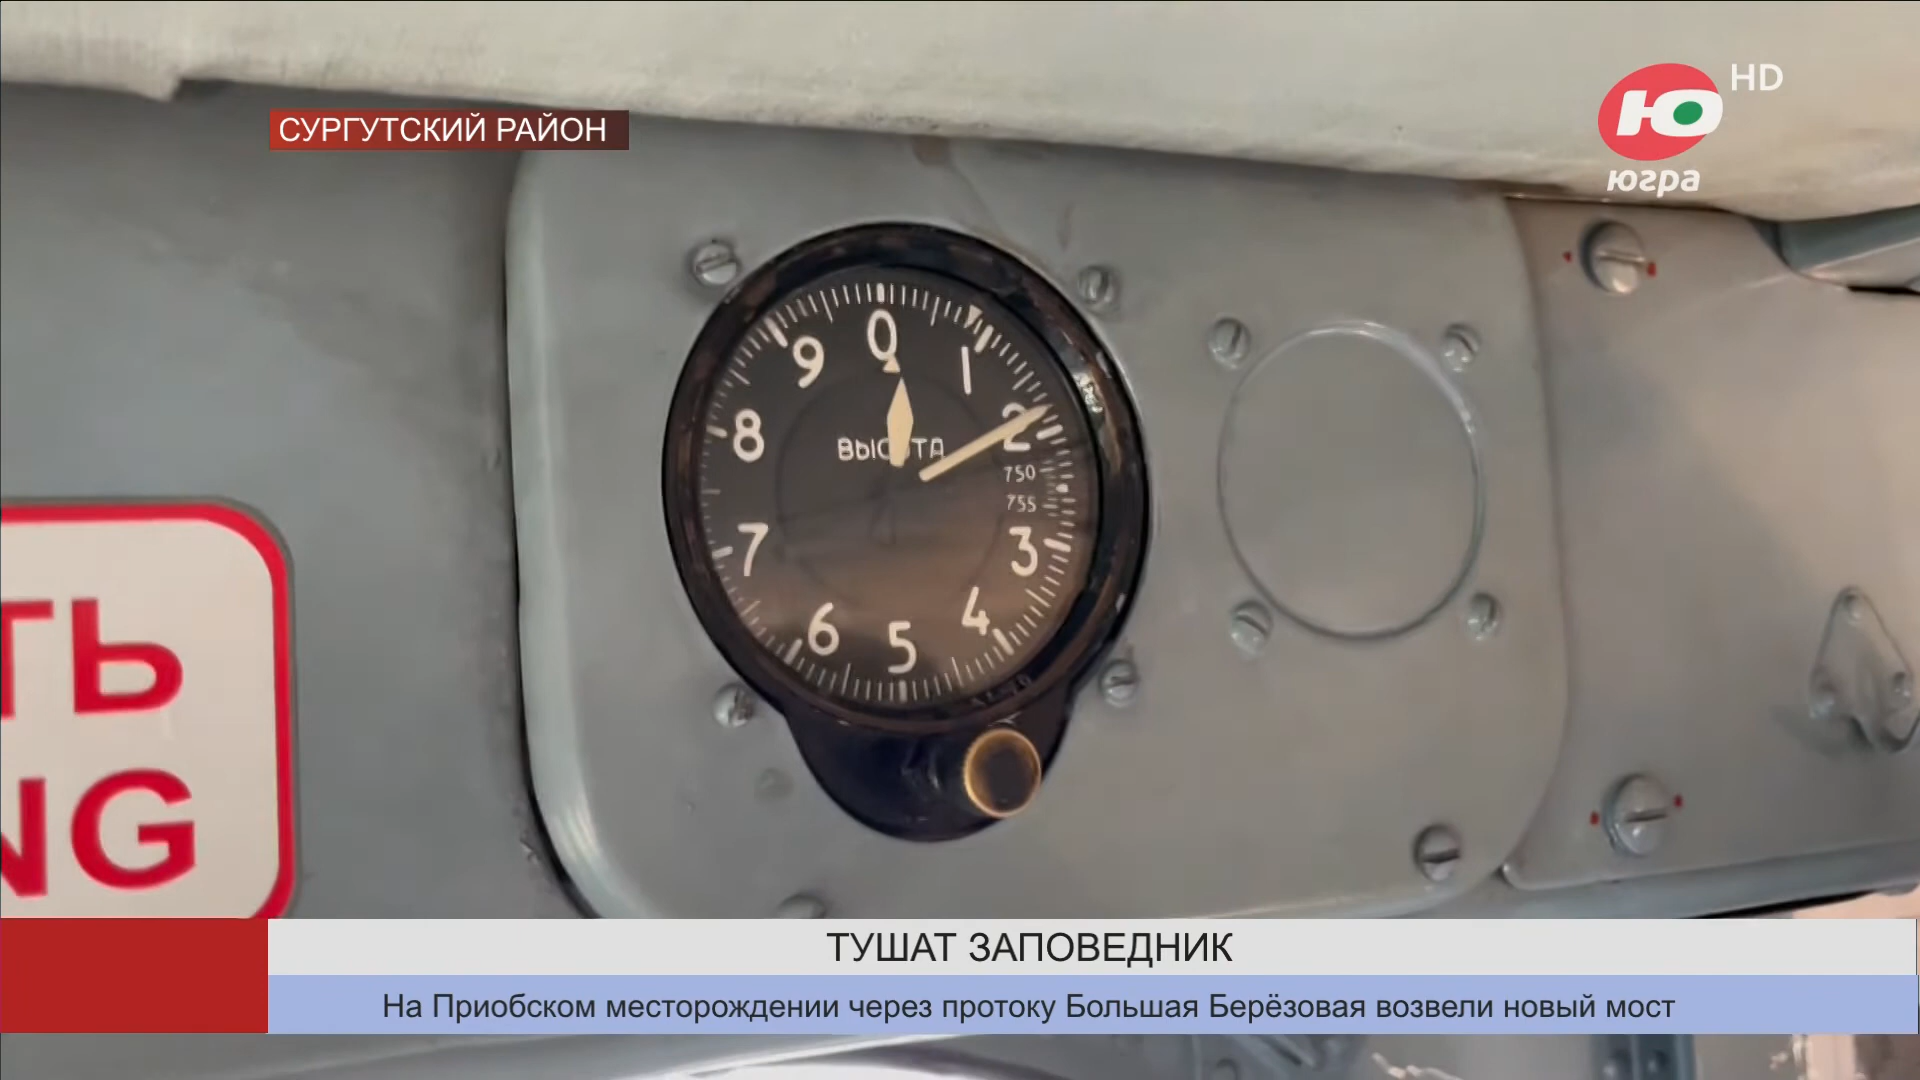 HD
СУРГУТСКИЙ РАЙОН
югра
0
9
1
8
2
ВЫСОТА
750
755
7
3
6
4
5
ТЬ
NG
ТУШАТ ЗАПОВЕДНИК
На Приобском месторождении через протоку Большая Берёзовая возвели новый мост